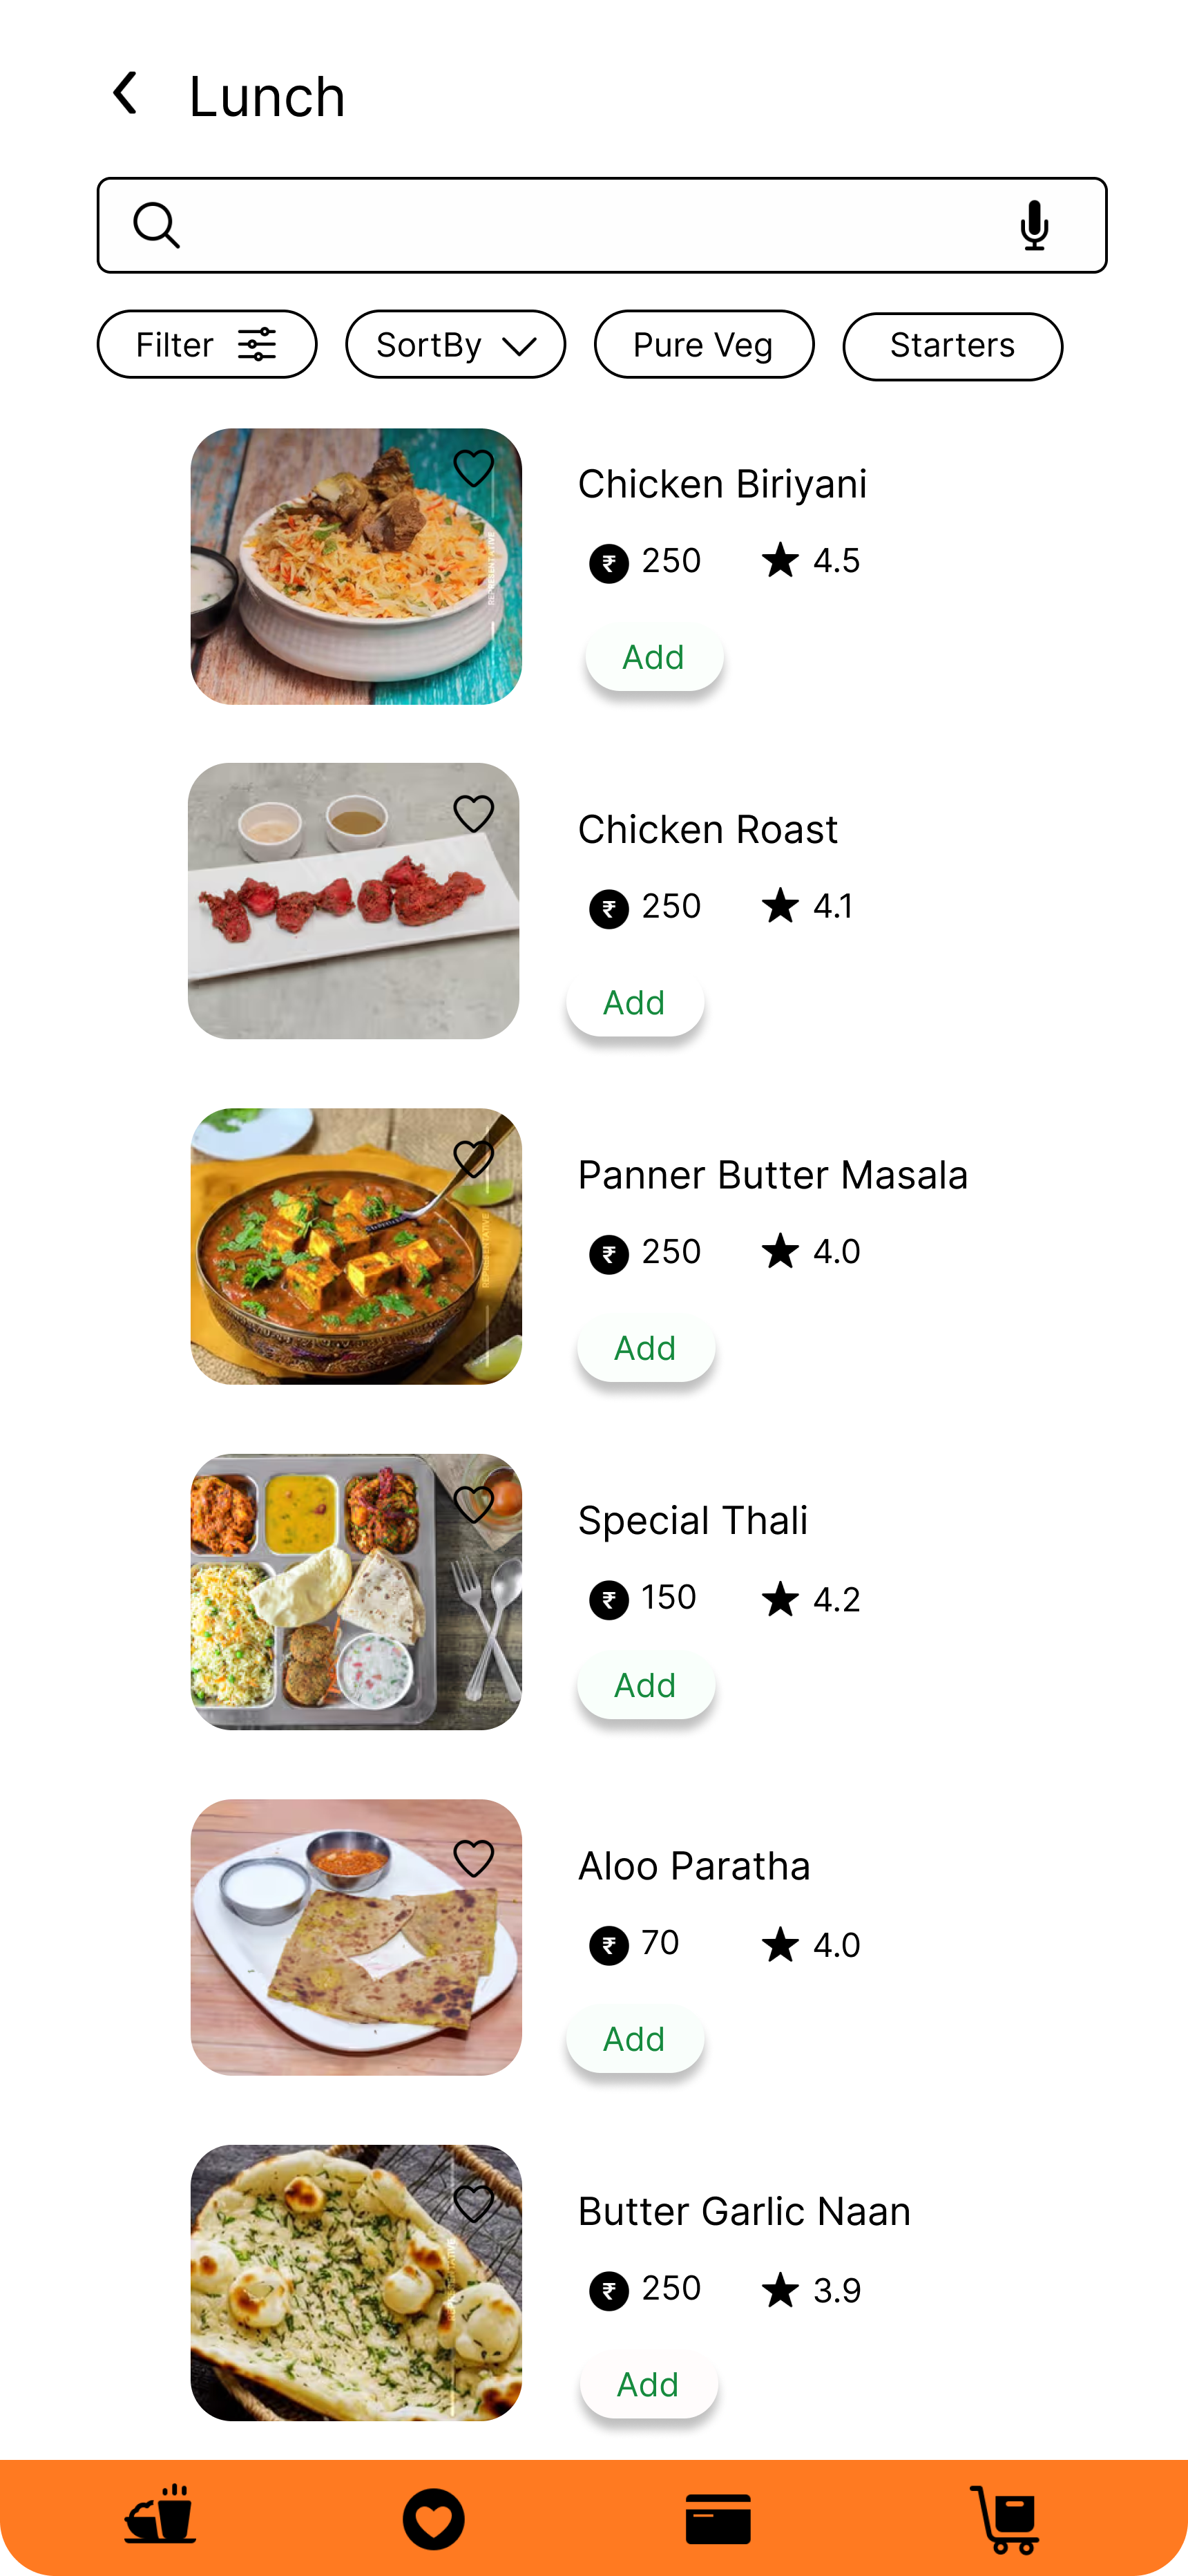 Lunch
Filter
SortBy
Pure Veg
Starters
Chicken Biriyani
₹ 250
4.5
Add
REPRESENTATIVE
Chicken Roast
₹ 250
4.1
Add
Panner Butter Masala
₹ 250
4.0
Add
REPRESENTATIVE
Special Thali
₹ 150
4.2
Add
Aloo Paratha
₹ 70
4.0
Add
Butter Garlic Naan
₹ 250
3.9
Add